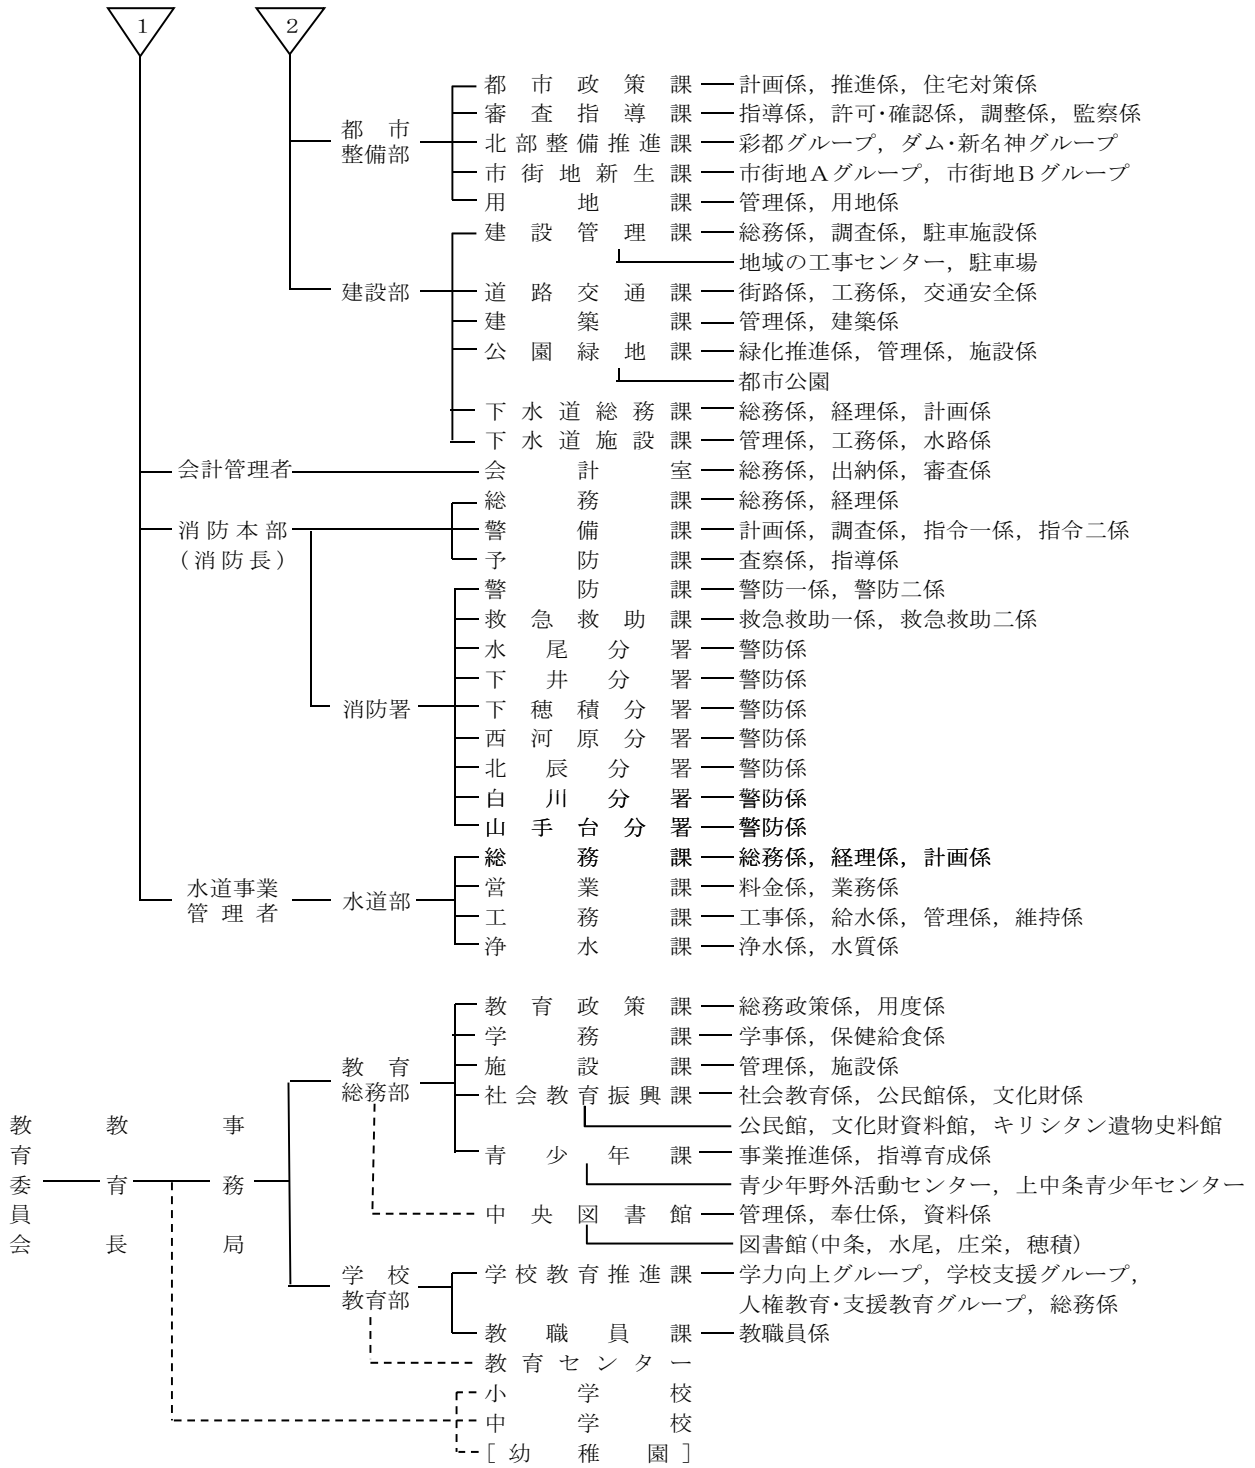 1 2
都市政策課 計画係，推進係，住宅対策係
審査指導課 指導係，許可・確認係，調整係，監察係
都市整備部
北部整備推進課 彩都グループ，ダム・新名神グループ
市街地新生課 市街地Aグループ，市街地Bグループ
用地課 管理係，用地係
建設管理課 総務係，調査係，駐車施設係
地域の工事センター，駐車場
建設部 道路交通課 街路係，工務係，交通安全係
建築課 管理係，建築係
公園緑地課 緑化推進係，管理係，施設係
都市公園
下水道総務課 総務係，経理係，計画係
下水道施設課 管理係，工務係，水路係
会計管理者 会計室 総務係，出納係，審査係
総務課 総務係，経理係
消防本部 警備課 計画係，調査係，指令一係，指令二係
（消防長） 予防課 査察係，指導係
警防課 警防一係，警防二係
救急救助課 救急救助一係，救急救助二係
水尾分署 警防係
下井分署 警防係
消防署 下穂積分署 警防係
西河原分署 警防係
北辰分署 警防係
白川分署 警防係
山手台分署 警防係
総務課 総務係，経理係，計画係
水道事業管理者 水道部
営業課 料金係，業務係
工務課 工事係，給水係，管理係，維持係
浄水課 浄水係，水質係
教育政策課 総務政策係，用度係
学務課 学事係，保健給食係
教育総務部
施設課 管理係，施設係
社会教育振興課 社会教育係，公民館係，文化財係
公民館，文化財資料館，キリシタン遺物史料館
青少年課 事業推進係，指導育成係
教育委員会 教育長 事務局
青少年野外活動センター，上中条青少年センター
中央図書館 管理係，奉仕係，資料係
図書館（中条，水尾，庄栄，穂積）
学校教育部
学校教育推進課 学力向上グループ，学校支援グループ，
人権教育・支援教育グループ，総務係
教職員課 教職員係
教育センター
小学校
中学校
[幼稚園]